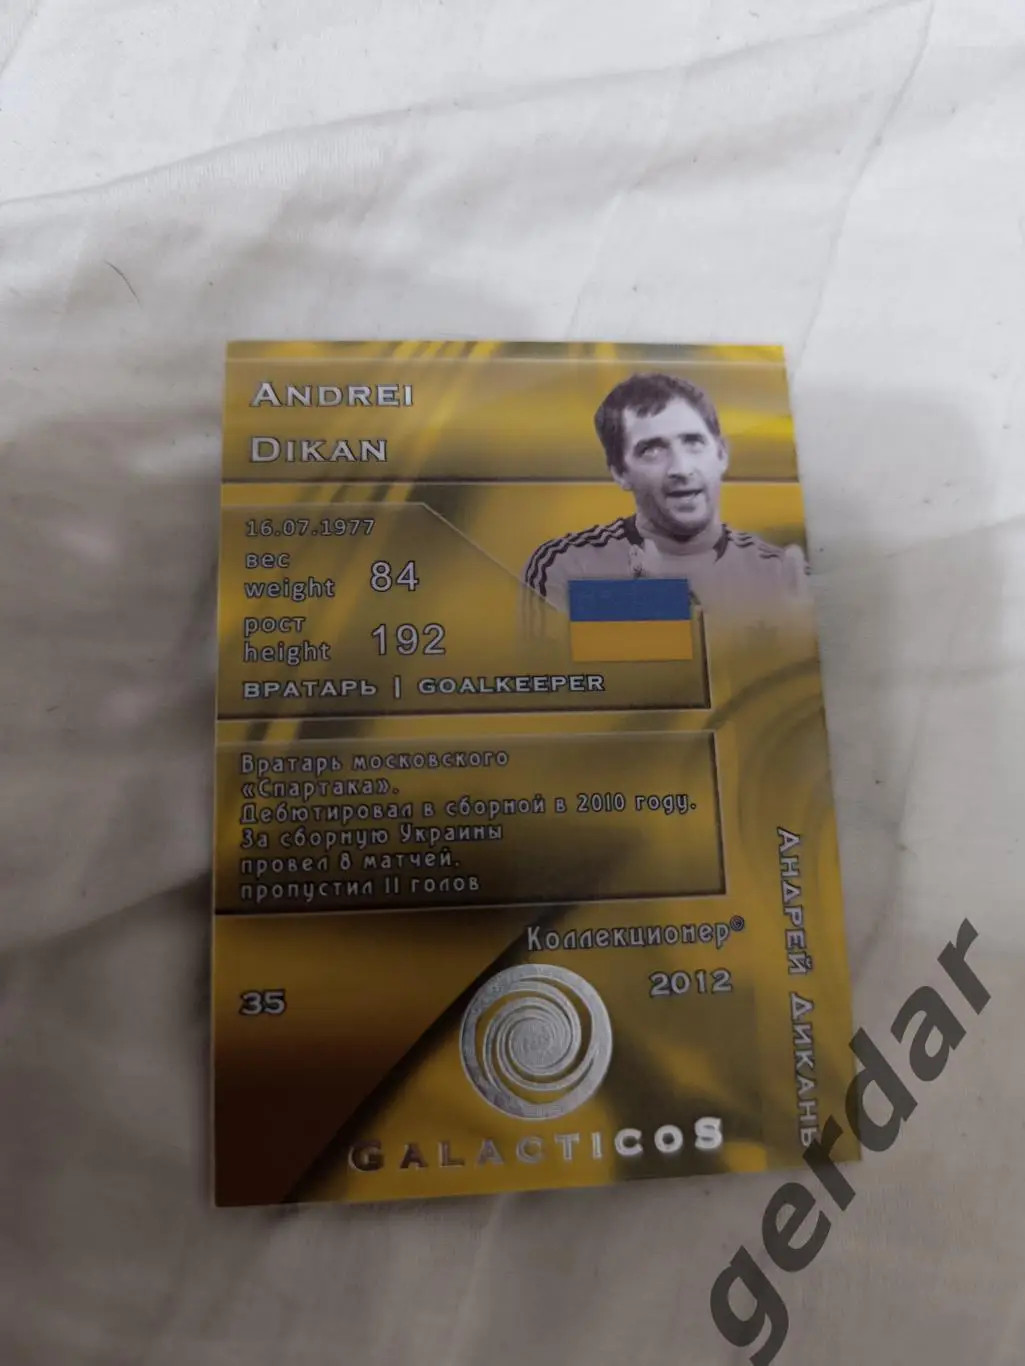 ANDREI
DIKAN
16.07.1977
вес
weight 84
рост
height 192
ВРАТАРЬ | GOALKEEPER
Вратарь московского
«Спартака».
Дебютировал в сборной в 2010 году.
За сборную Украины
провел 8 матчей.
пропустил 11 голов
АНДРЕЙ ДИКАНЬ
Коллекционер©
2012
35
GALACTICOS
gerdar